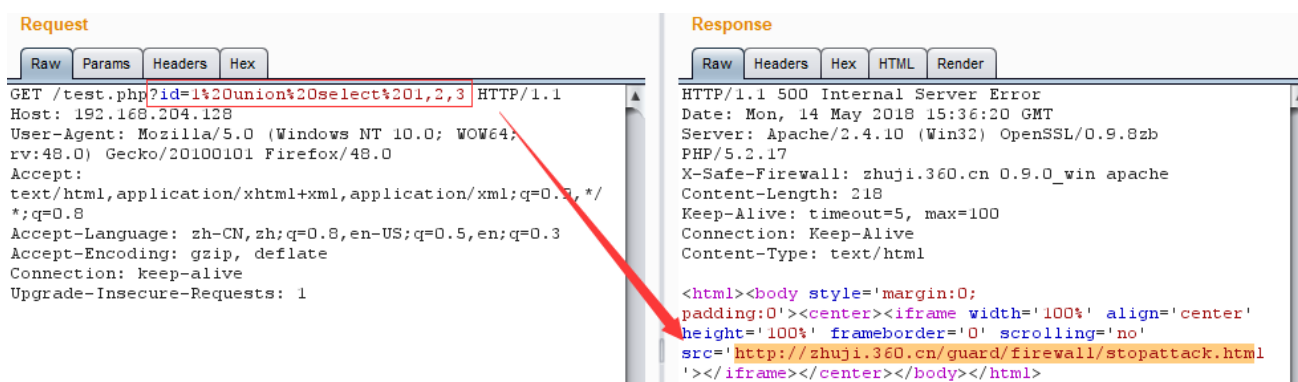 Request
Raw Params Headers Hex
GET /test.php?id=1%20union%20select%201,2,3 HTTP/1.1
Host: 192.168.204.128
User-Agent: Mozilla/5.0 (Windows NT 10.0; WOW64;
rv:48.0) Gecko/20100101 Firefox/48.0
Accept:
text/html,application/xhtml+xml,application/xml;q=0.9,*/
*;q=0.8
Accept-Language: zh-CN,zh;q=0.8,en-US;q=0.5,en;q=0.3
Accept-Encoding: gzip, deflate
Connection: keep-alive
Upgrade-Insecure-Requests: 1
Response
Raw Headers Hex HTML Render
HTTP/1.1 500 Internal Server Error
Date: Mon, 14 May 2018 15:36:20 GMT
Server: Apache/2.4.10 (Win32) OpenSSL/0.9.8zb
PHP/5.2.17
X-Safe-Firewall: zhuji.360.cn 0.9.0_win apache
Content-Length: 218
Keep-Alive: timeout=5, max=100
Connection: Keep-Alive
Content-Type: text/html
<html><body style='margin:0;
padding:0'><center><iframe width='100%' align='center'
height='100%' frameborder='0' scrolling='no'
src='http://zhuji.360.cn/guard/firewall/stopattack.html
'></iframe></center></body></html>